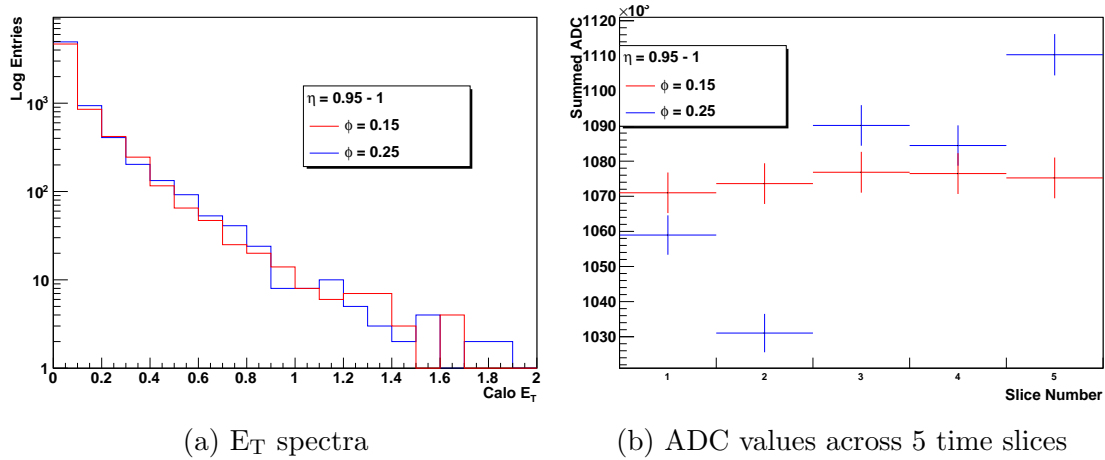 Log Entries
10³
10²
10
1
η = 0.95 - 1
ϕ = 0.15
ϕ = 0.25
0 0.2 0.4 0.6 0.8 1 1.2 1.4 1.6 1.8 2
Calo E_T
(a) E_T spectra
×10³
Summed ADC
1120
1110
1100
1090
1080
1070
1060
1050
1040
1030
η = 0.95 - 1
ϕ = 0.15
ϕ = 0.25
1 2 3 4 5
Slice Number
(b) ADC values across 5 time slices